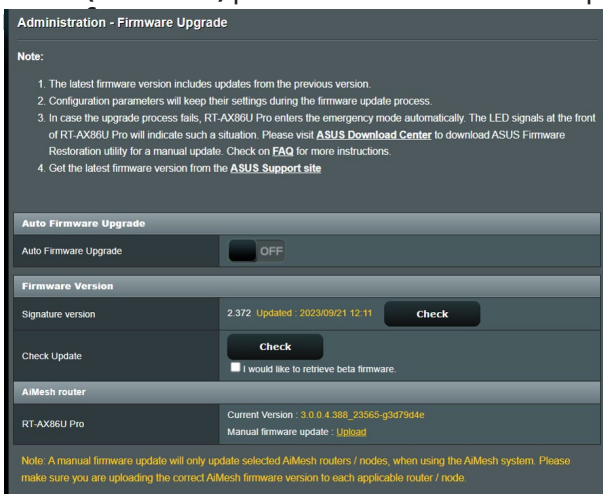 Administration - Firmware Upgrade
Note:
1. The latest firmware version includes updates from the previous version.
2. Configuration parameters will keep their settings during the firmware update process.
3. In case the upgrade process fails, RT-AX86U Pro enters the emergency mode automatically. The LED signals at the front
of RT-AX86U Pro will indicate such a situation. Please visit ASUS Download Center to download ASUS Firmware
Restoration utility for a manual update. Check on FAQ for more instructions.
4. Get the latest firmware version from the ASUS Support site
Auto Firmware Upgrade
Auto Firmware Upgrade OFF
Firmware Version
Signature version 2.372 Updated : 2023/09/21 12:11 Check
Check Update Check
I would like to retrieve beta firmware.
AiMesh router
RT-AX86U Pro Current Version : 3.0.0.4.388_23565-g3d79d4e
Manual firmware update : Upload
Note: A manual firmware update will only update selected AiMesh routers / nodes, when using the AiMesh system. Please
make sure you are uploading the correct AiMesh firmware version to each applicable router / node.